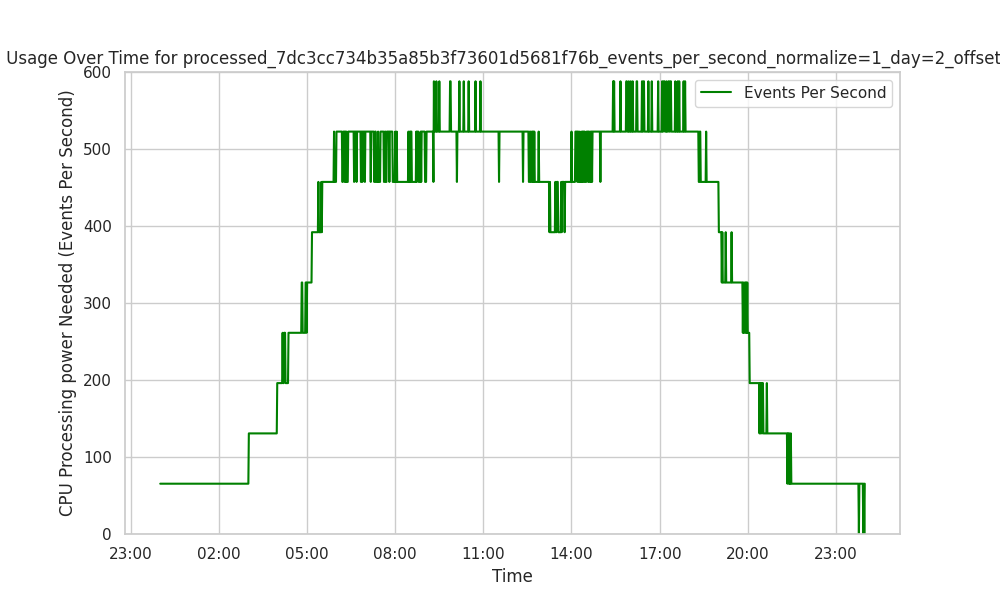 Usage Over Time for processed_7dc3cc734b35a85b3f73601d5681f76b_events_per_second_normalize=1_day=2_offset
Events Per Second
CPU Processing power Needed (Events Per Second)
600
500
400
300
200
100
0
23:00 02:00 05:00 08:00 11:00 14:00 17:00 20:00 23:00
Time